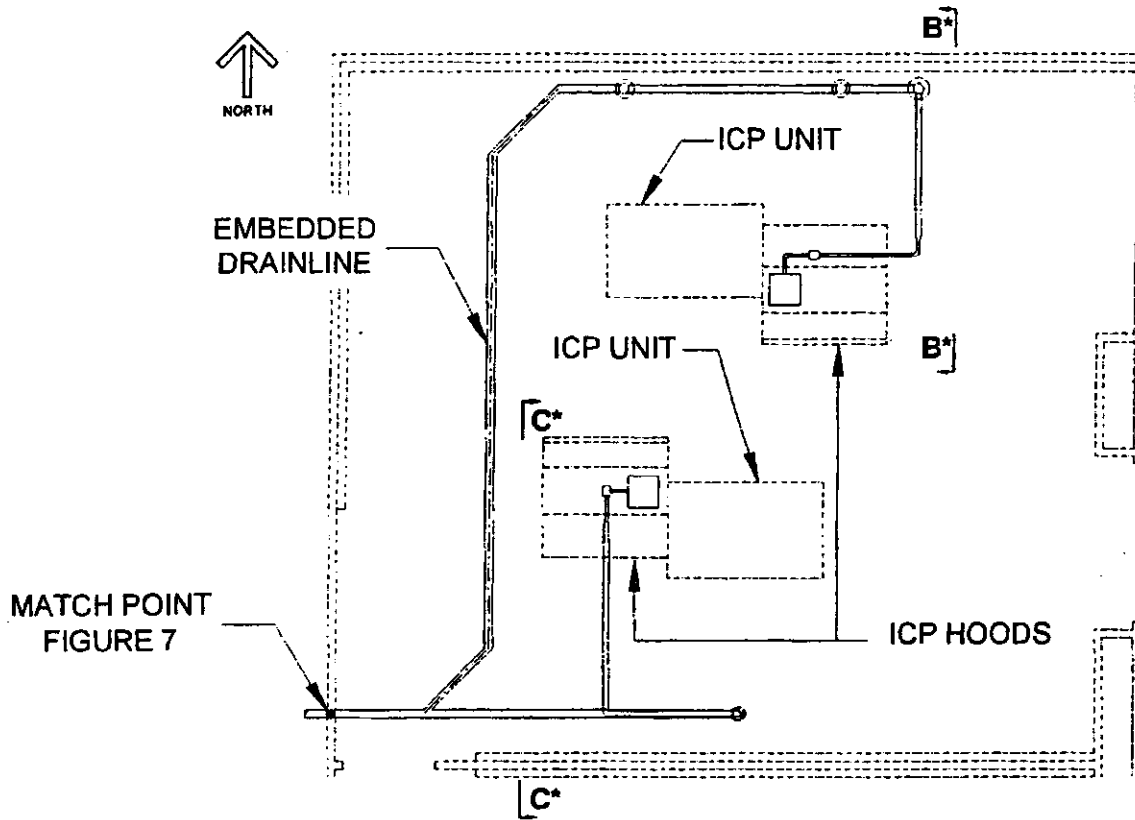 B*
NORTH
ICP UNIT
EMBEDDED
DRAINLINE
ICP UNIT
B*
C*
MATCH POINT
FIGURE 7
ICP HOODS
C*